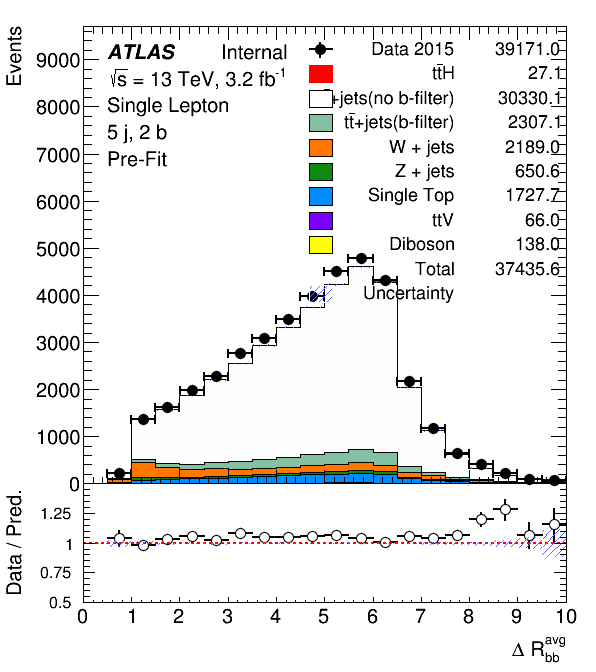 Events
ATLAS Internal
√s = 13 TeV, 3.2 fb-1
Single Lepton
5 j, 2 b
Pre-Fit
Data 2015 39171.0
tt̄H 27.1
+jets(no b-filter) 30330.1
tt̄+jets(b-filter) 2307.1
W + jets 2189.0
Z + jets 650.6
Single Top 1727.7
ttV 66.0
Diboson 138.0
Total 37435.6
Uncertainty
9000
8000
7000
6000
5000
4000
3000
2000
1000
0
Data / Pred.
1.25
1
0.75
0.5
0 1 2 3 4 5 6 7 8 9 10
Δ R avg bb